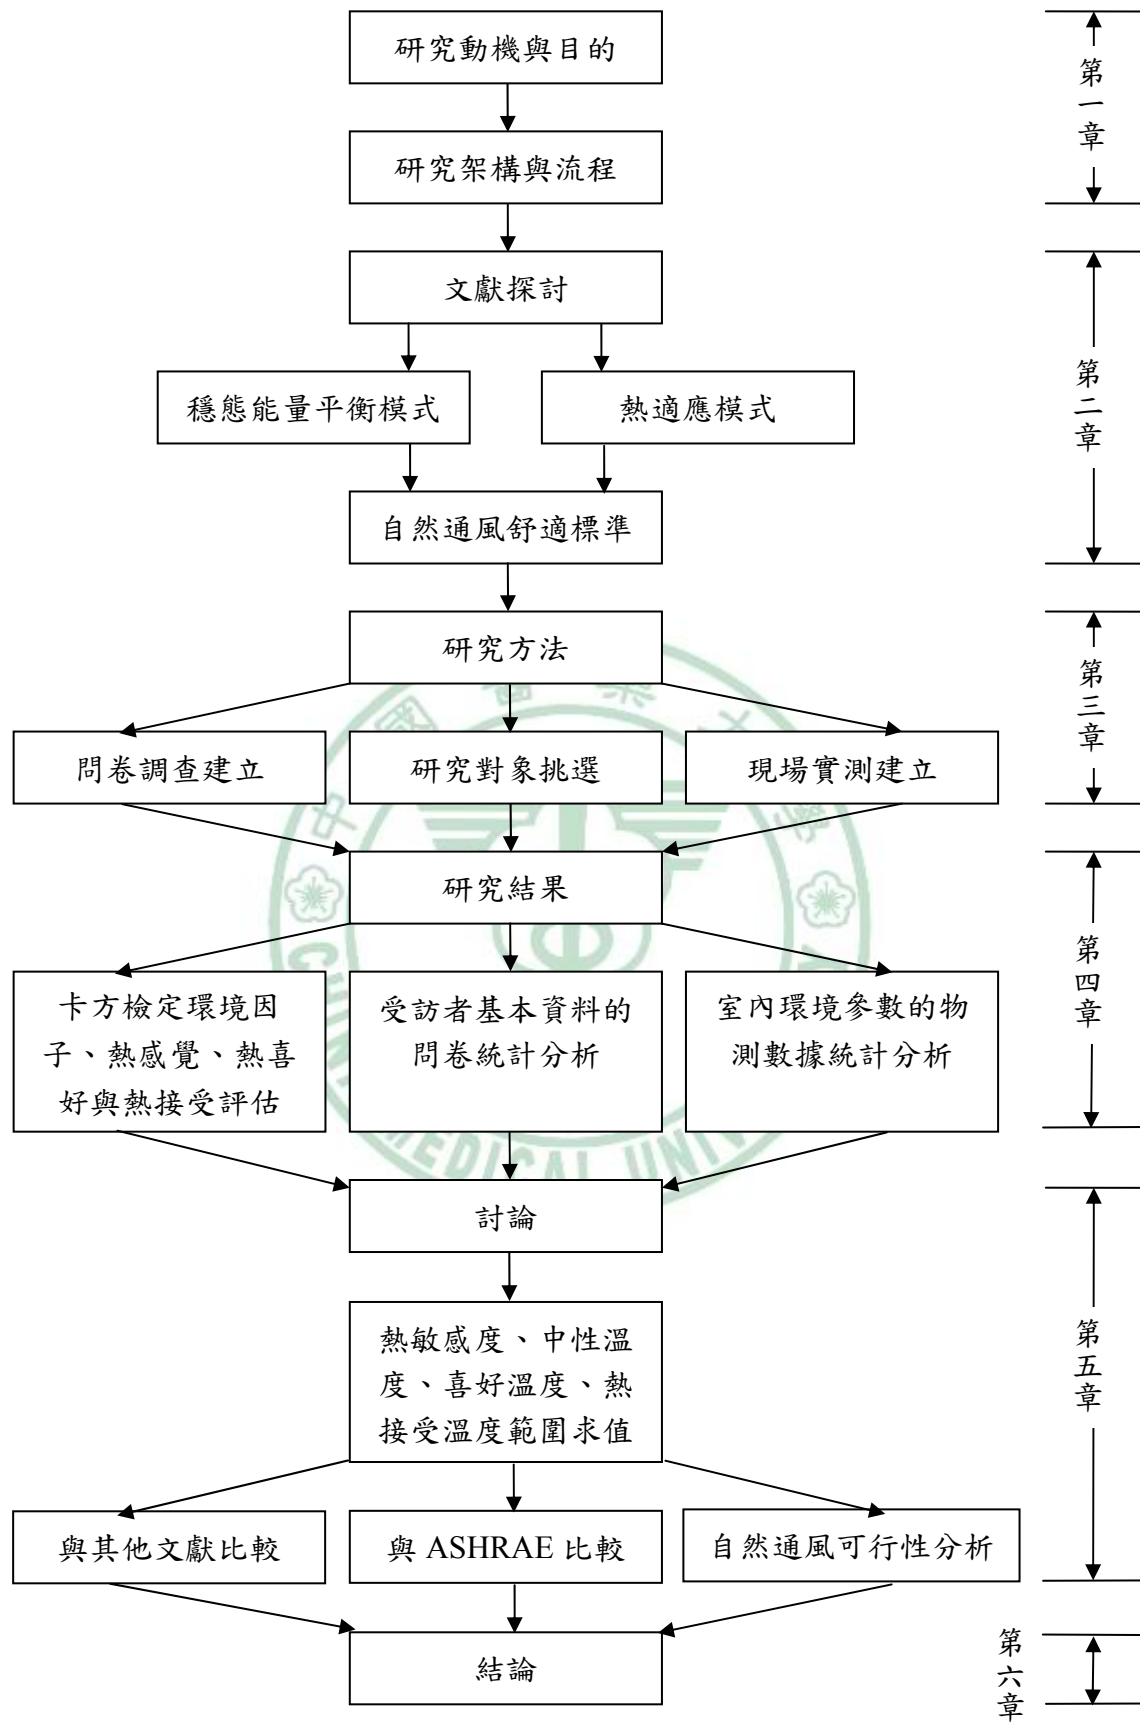 研究動機與目的
第一章
研究架構與流程
文獻探討
穩態能量平衡模式
熱適應模式
第二章
自然通風舒適標準
研究方法
第三章
問卷調查建立
研究對象挑選
現場實測建立
研究結果
第四章
卡方檢定環境因
子、熱感覺、熱喜
好與熱接受評估
受訪者基本資料的
問卷統計分析
室內環境參數的物
測數據統計分析
討論
熱敏感度、中性溫
度、喜好溫度、熱
接受溫度範圍求值
第五章
與其他文獻比較
與 ASHRAE 比較
自然通風可行性分析
結論
第六章